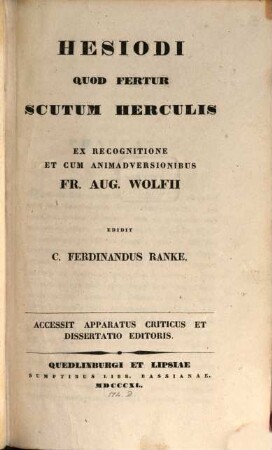 HESIODI
QUOD FERTUR
SCUTUM HERCULIS
EX RECOGNITIONE
ET CUM ANIMADVERSIONIBUS
FR. AUG. WOLFII
EDIDIT
C. FERDINANDUS RANKE.
ACCESSIT APPARATUS CRITICUS ET
DISSERTATIO EDITORIS.
QUEDLINBURGI ET LIPSIAE
SUMPTIBUS LIBR. BASSIANAE.
MDCCCXL.